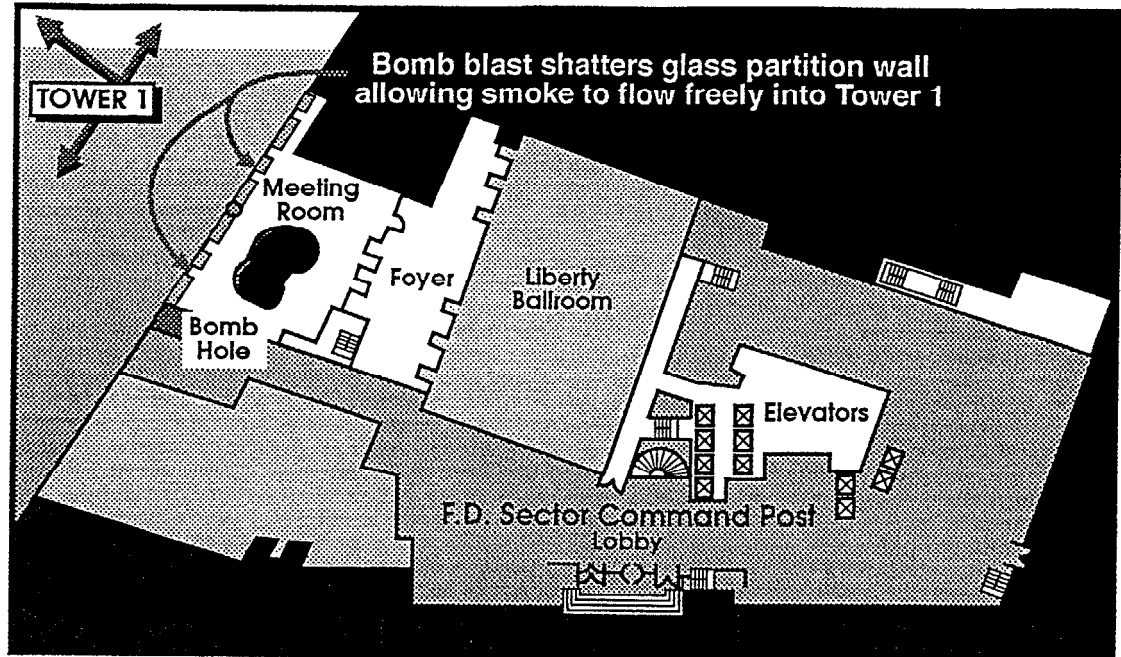 Bomb blast shatters glass partition wall
allowing smoke to flow freely into Tower 1
TOWER 1
Meeting
Room
Foyer
Liberty
Ballroom
Bomb
Hole
Elevators
F.D. Sector Command Post
Lobby